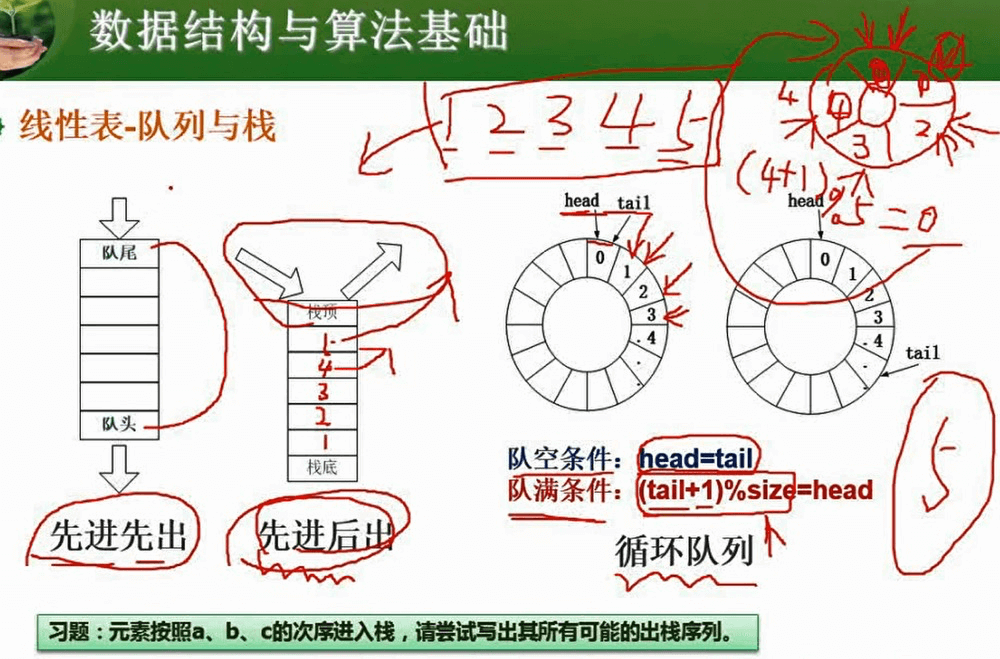 数据结构与算法基础
线性表-队列与栈
1 2 3 4 5
4 0 1
4 2
3
(4+1)%5=0
队尾
队头
先进先出
栈顶
4
3
2
1
栈底
先进后出
head tail
0
1
2
3
4
head
0
1
2
3
4
tail
队空条件：head=tail
队满条件：(tail+1)%size=head
循环队列
5
习题：元素按照a、b、c的次序进入栈，请尝试写出其所有可能的出栈序列。